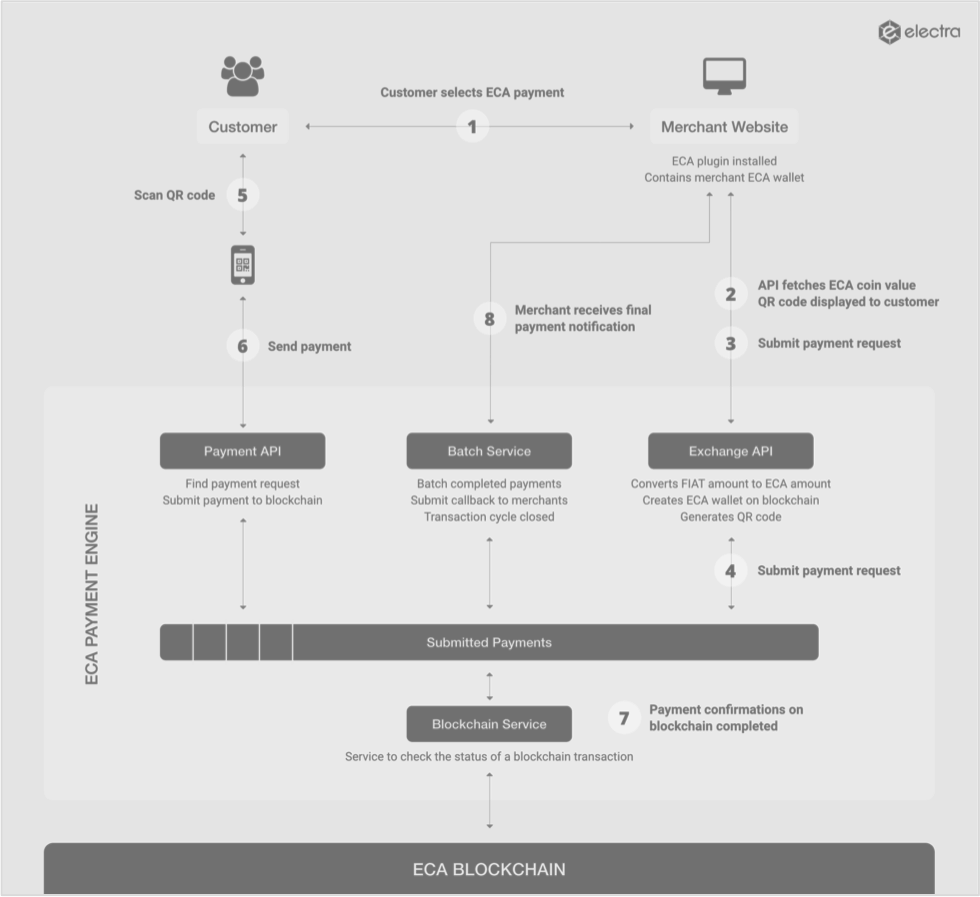 electra
Customer selects ECA payment
Customer
1
Merchant Website
ECA plugin installed
Contains merchant ECA wallet
Scan QR code
5
2
API fetches ECA coin value
QR code displayed to customer
8
Merchant receives final
payment notification
6
Send payment
3
Submit payment request
ECA PAYMENT ENGINE
Payment API
Find payment request
Submit payment to blockchain
Batch Service
Batch completed payments
Submit callback to merchants
Transaction cycle closed
Exchange API
Converts FIAT amount to ECA amount
Creates ECA wallet on blockchain
Generates QR code
4
Submit payment request
Submitted Payments
Blockchain Service
Service to check the status of a blockchain transaction
7
Payment confirmations on
blockchain completed
ECA BLOCKCHAIN